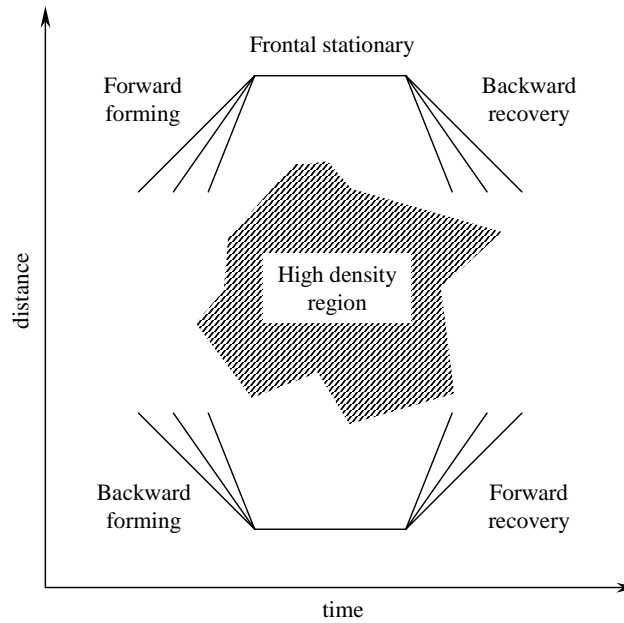 Frontal stationary
Forward
forming
Backward
recovery
High density
region
distance
Backward
forming
Forward
recovery
time